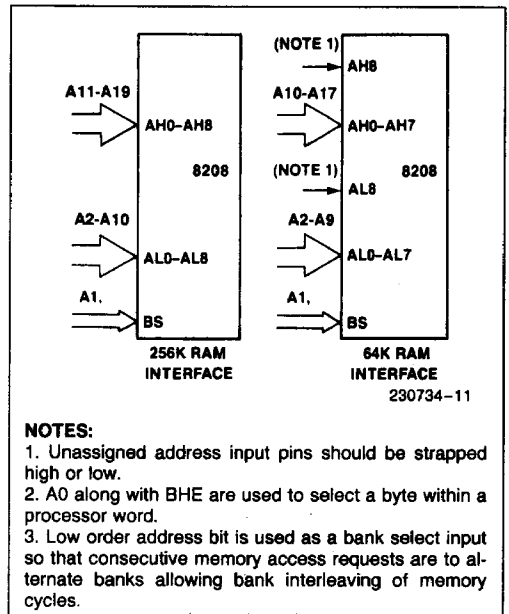 (NOTE 1)
AH8
A11-A19
A10-A17
AH0-AH8
AH0-AH7
8208
(NOTE 1)
8208
AL8
A2-A10
A2-A9
AL0-AL8
AL0-AL7
A1,
A1,
BS
BS
256K RAM
INTERFACE
64K RAM
INTERFACE
230734-11
NOTES:
1. Unassigned address input pins should be strapped
high or low.
2. A0 along with BHE are used to select a byte within a
processor word.
3. Low order address bit is used as a bank select input
so that consecutive memory access requests are to al-
ternate banks allowing bank interleaving of memory
cycles.